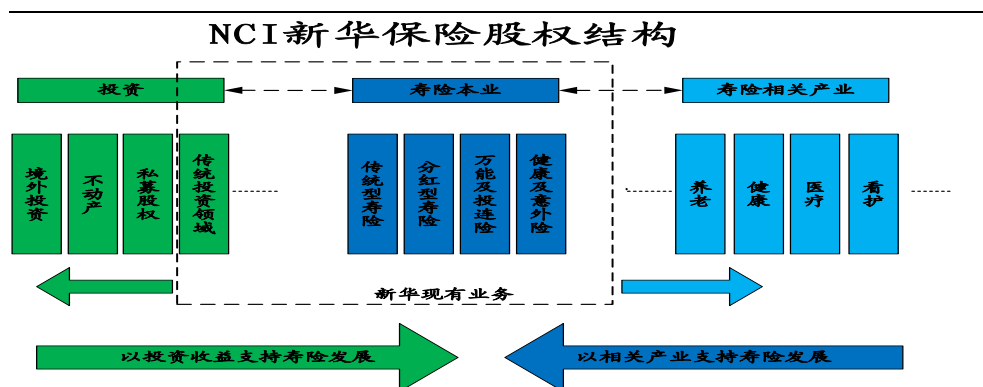 NCI新华保险股权结构
投资
寿险本业
寿险相关产业
境外投资
不动产
私募股权
传统投资领域
传统型寿险
分红型寿险
万能及投连险
健康及意外险
养老
健康
医疗
看护
新华现有业务
以投资收益支持寿险发展
以相关产业支持寿险发展